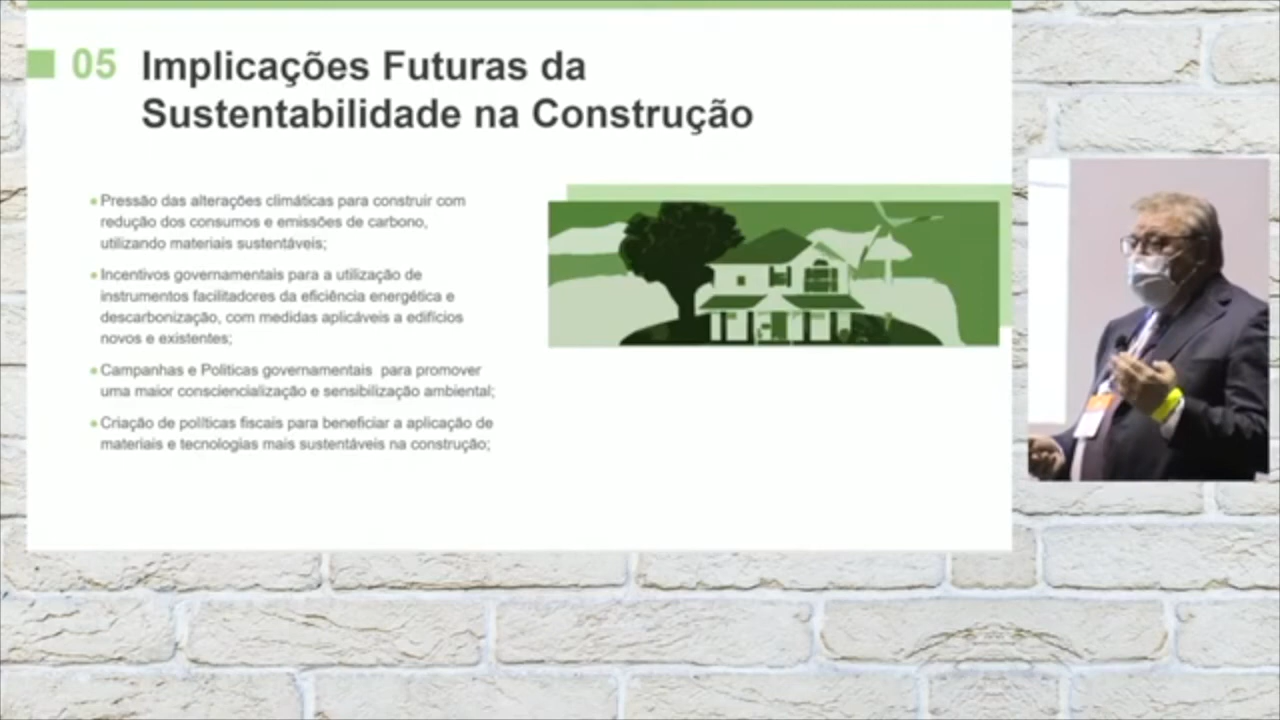 05 Implicações Futuras da
Sustentabilidade na Construção
Pressão das alterações climáticas para construir com
redução dos consumos e emissões de carbono,
utilizando materiais sustentáveis;
Incentivos governamentais para a utilização de
instrumentos facilitadores da eficiência energética e
descarbonização, com medidas aplicáveis a edifícios
novos e existentes;
Campanhas e Politicas governamentais para promover
uma maior consciencialização e sensibilização ambiental;
Criação de políticas fiscais para beneficiar a aplicação de
materiais e tecnologias mais sustentáveis na construção;